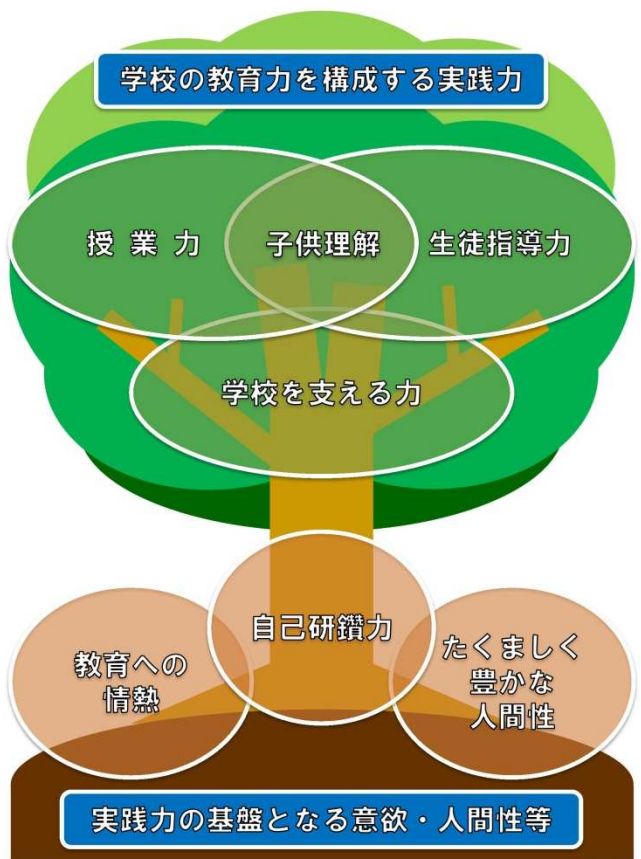 学校の教育力を構成する実践力
授業力
子供理解
生徒指導力
学校を支える力
自己研鑽力
教育への
情熱
たくましく
豊かな
人間性
実践力の基盤となる意欲・人間性等